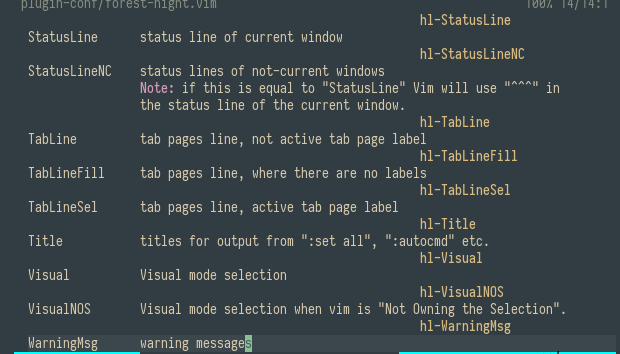 plugin-conf/forest-night.vim 100% 14/14:1
hl-StatusLine
StatusLine status line of current window
hl-StatusLineNC
StatusLineNC status lines of not-current windows
Note: if this is equal to "StatusLine" Vim will use "^^^" in
the status line of the current window.
hl-TabLine
TabLine tab pages line, not active tab page label
hl-TabLineFill
TabLineFill tab pages line, where there are no labels
hl-TabLineSel
TabLineSel tab pages line, active tab page label
hl-Title
Title titles for output from ":set all", ":autocmd" etc.
hl-Visual
Visual Visual mode selection
hl-VisualNOS
VisualNOS Visual mode selection when vim is "Not Owning the Selection".
hl-WarningMsg
WarningMsg warning messages